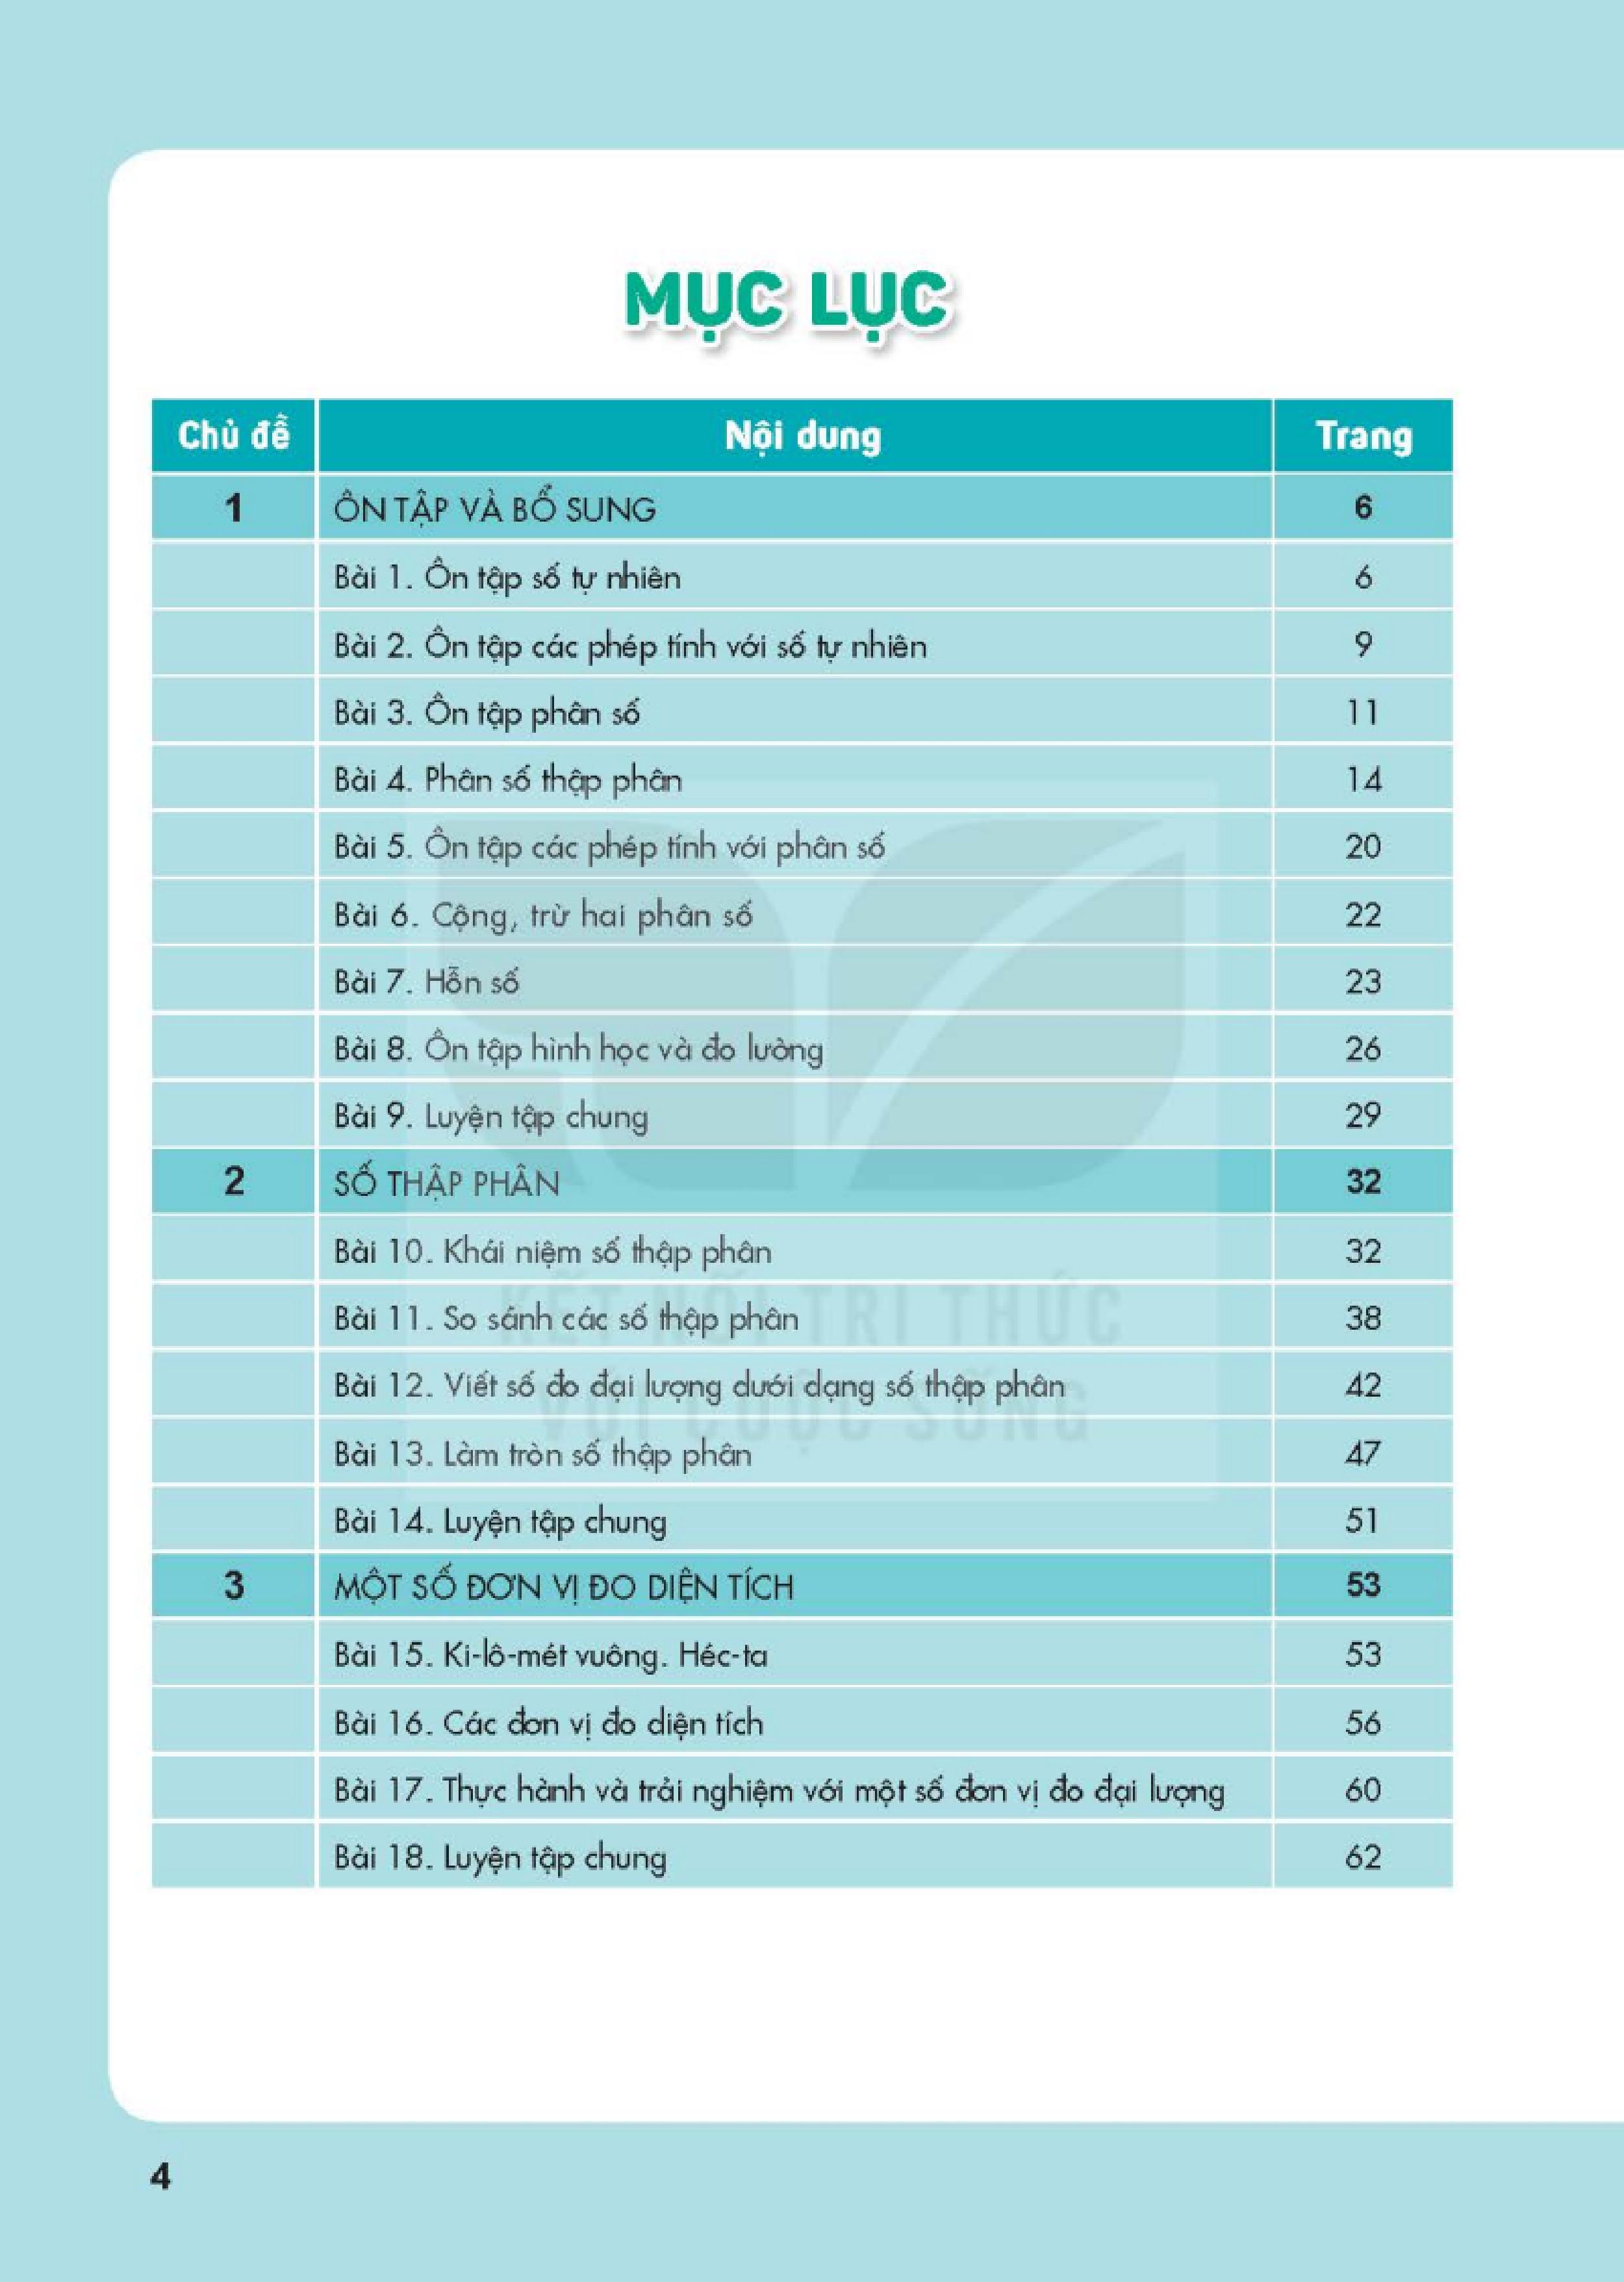 MỤC LỤC
Chủ đề Nội dung Trang
1 ÔN TẬP VÀ BỔ SUNG 6
Bài 1. Ôn tập số tự nhiên 6
Bài 2. Ôn tập các phép tính với số tự nhiên 9
Bài 3. Ôn tập phân số 11
Bài 4. Phân số thập phân 14
Bài 5. Ôn tập các phép tính với phân số 20
Bài 6. Cộng, trừ hai phân số 22
Bài 7. Hỗn số 23
Bài 8. Ôn tập hình học và đo lường 26
Bài 9. Luyện tập chung 29
2 SỐ THẬP PHÂN 32
Bài 10. Khái niệm số thập phân 32
Bài 11. So sánh các số thập phân 38
KẾT NỐI TRI THỨC
Bài 12. Viết số đo đại lượng dưới dạng số thập phân 42
VỚI CUỘC SỐNG
Bài 13. Làm tròn số thập phân 47
Bài 14. Luyện tập chung 51
3 MỘT SỐ ĐƠN VỊ ĐO DIỆN TÍCH 53
Bài 15. Ki-lô-mét vuông. Héc-ta 53
Bài 16. Các đơn vị đo diện tích 56
Bài 17. Thực hành và trải nghiệm với một số đơn vị đo đại lượng 60
Bài 18. Luyện tập chung 62
4